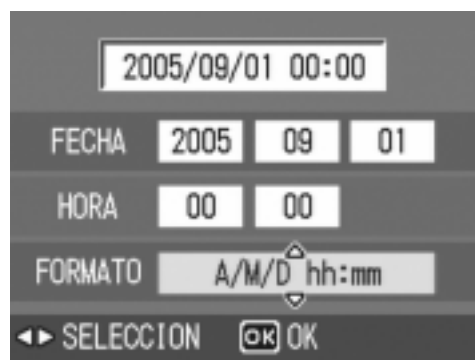 2005/09/01 00:00
FECHA 2005 09 01
HORA 00 00
FORMATO A/M/D hh:mm
SELECCION OK OK